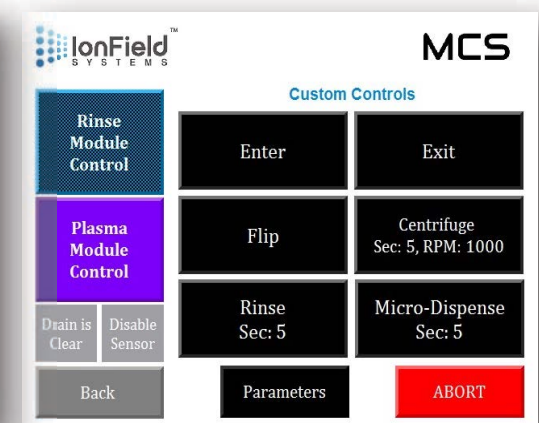 IonField™
SYSTEMS
MCS
Custom Controls
Rinse
Module
Control
Enter
Exit
Plasma
Module
Control
Flip
Centrifuge
Sec: 5, RPM: 1000
Drain is
Clear
Disable
Sensor
Rinse
Sec: 5
Micro-Dispense
Sec: 5
Back
Parameters
ABORT